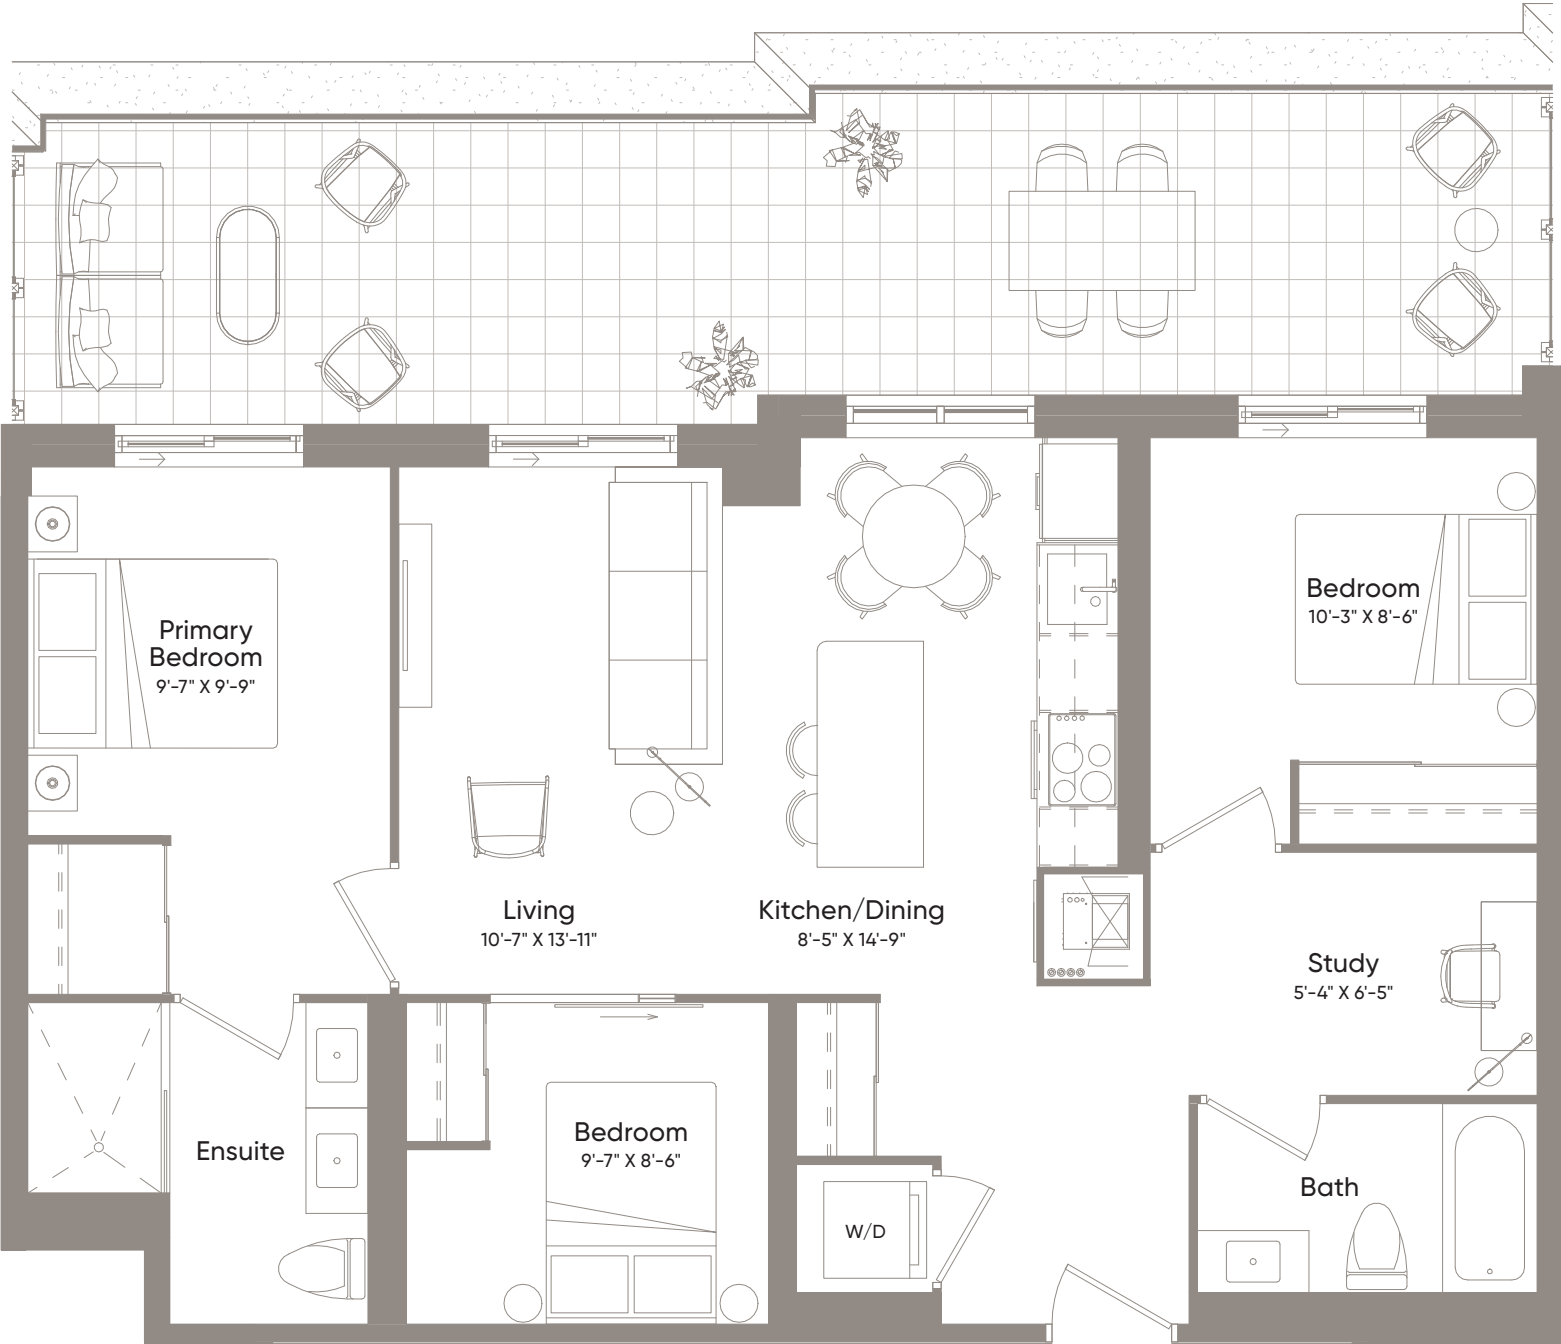 Primary
Bedroom
9'-7" X 9'-9"
Bedroom
10'-3" X 8'-6"
Living
10'-7" X 13'-11"
Kitchen/Dining
8'-5" X 14'-9"
Study
5'-4" X 6'-5"
Ensuite
Bedroom
9'-7" X 8'-6"
Bath
W/D